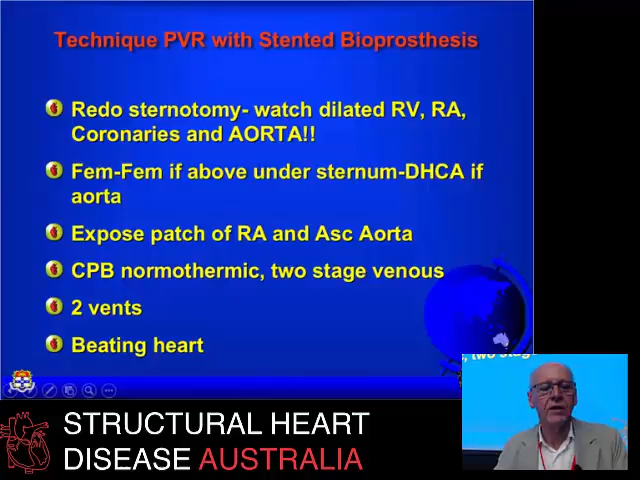 Technique PVR with Stented Bioprosthesis
Redo sternotomy- watch dilated RV, RA,
Coronaries and AORTA!!
Fem-Fem if above under sternum-DHCA if
aorta
Expose patch of RA and Asc Aorta
CPB normothermic, two stage venous
2 vents
Beating heart
, two stage
STRUCTURAL HEART
DISEASE AUSTRALIA